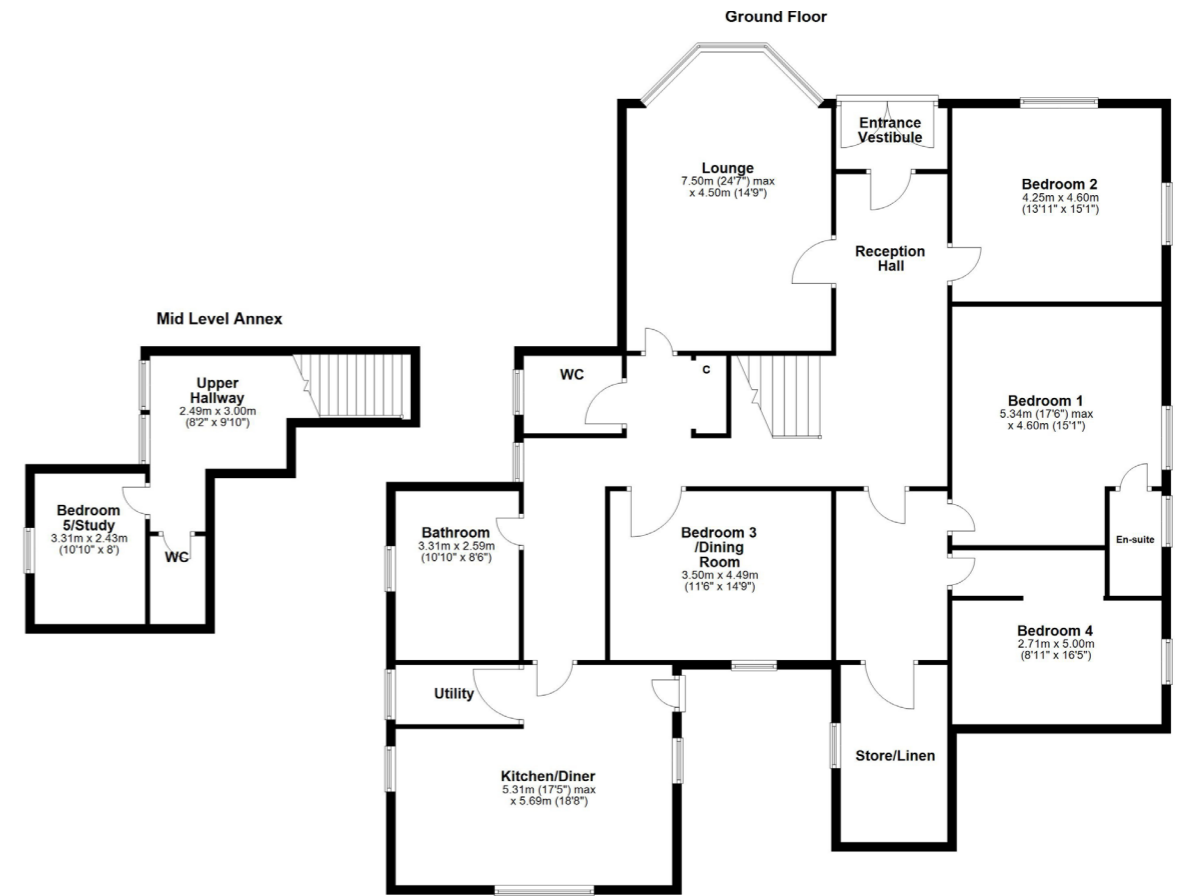 Ground Floor
Entrance
Vestibule
Lounge
7.50m (24'7") max
x 4.50m (14'9")
Bedroom 2
4.25m x 4.60m
(13'11" x 15'1")
Reception
Hall
Mid Level Annex
WC
C
Upper
Hallway
2.49m x 3.00m
(8'2" x 9'10")
Bedroom 1
5.34m (17'6") max
x 4.60m (15'1")
Bedroom
5/Study
3.31m x 2.43m
(10'10" x 8')
WC
Bathroom
3.31m x 2.59m
(10'10" x 8'6")
Bedroom 3
/Dining
Room
3.50m x 4.49m
(11'6" x 14'9")
En-suite
Bedroom 4
2.71m x 5.00m
(8'11" x 16'5")
Utility
Store/Linen
Kitchen/Diner
5.31m (17'5") max
x 5.69m (18'8")